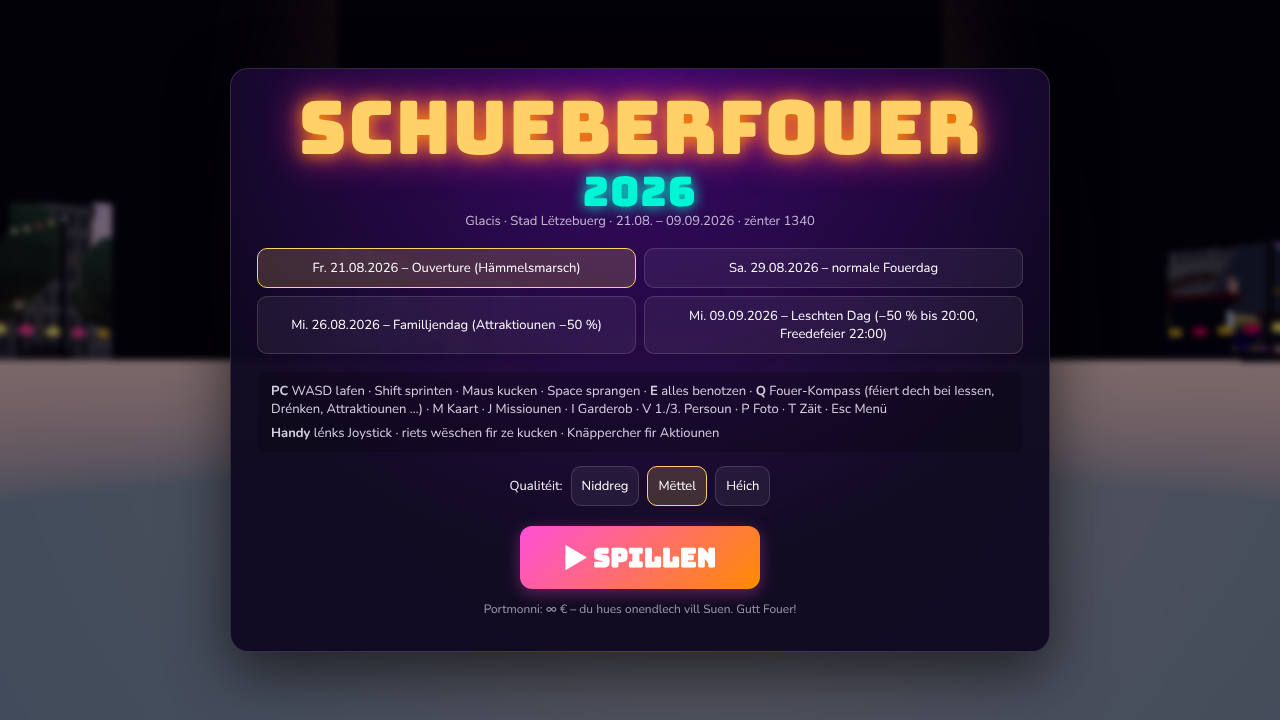 SCHUEBERFOUER
2026
Glacis · Stad Lëtzebuerg · 21.08. – 09.09.2026 · zënter 1340
Fr. 21.08.2026 – Ouverture (Hämmelsmarsch)
Sa. 29.08.2026 – normale Fouerdag
Mi. 26.08.2026 – Familljendag (Attraktiounen −50 %)
Mi. 09.09.2026 – Leschten Dag (−50 % bis 20:00,
Freedefeier 22:00)
PC WASD lafen · Shift sprinten · Maus kucken · Space sprangen · E alles benotzen · Q Fouer-Kompass (féiert dech bei Iessen,
Drénken, Attraktiounen ...) · M Kaart · J Missiounen · I Garderob · V 1./3. Persoun · P Foto · T Zäit · Esc Menü
Handy lénks Joystick · riets wëschen fir ze kucken · Knäppercher fir Aktiounen
Qualitéit: Niddreg Mëttel Héich
▶ SPILLEN
Portmonni: ∞ € – du hues onendlech vill Suen. Gutt Fouer!